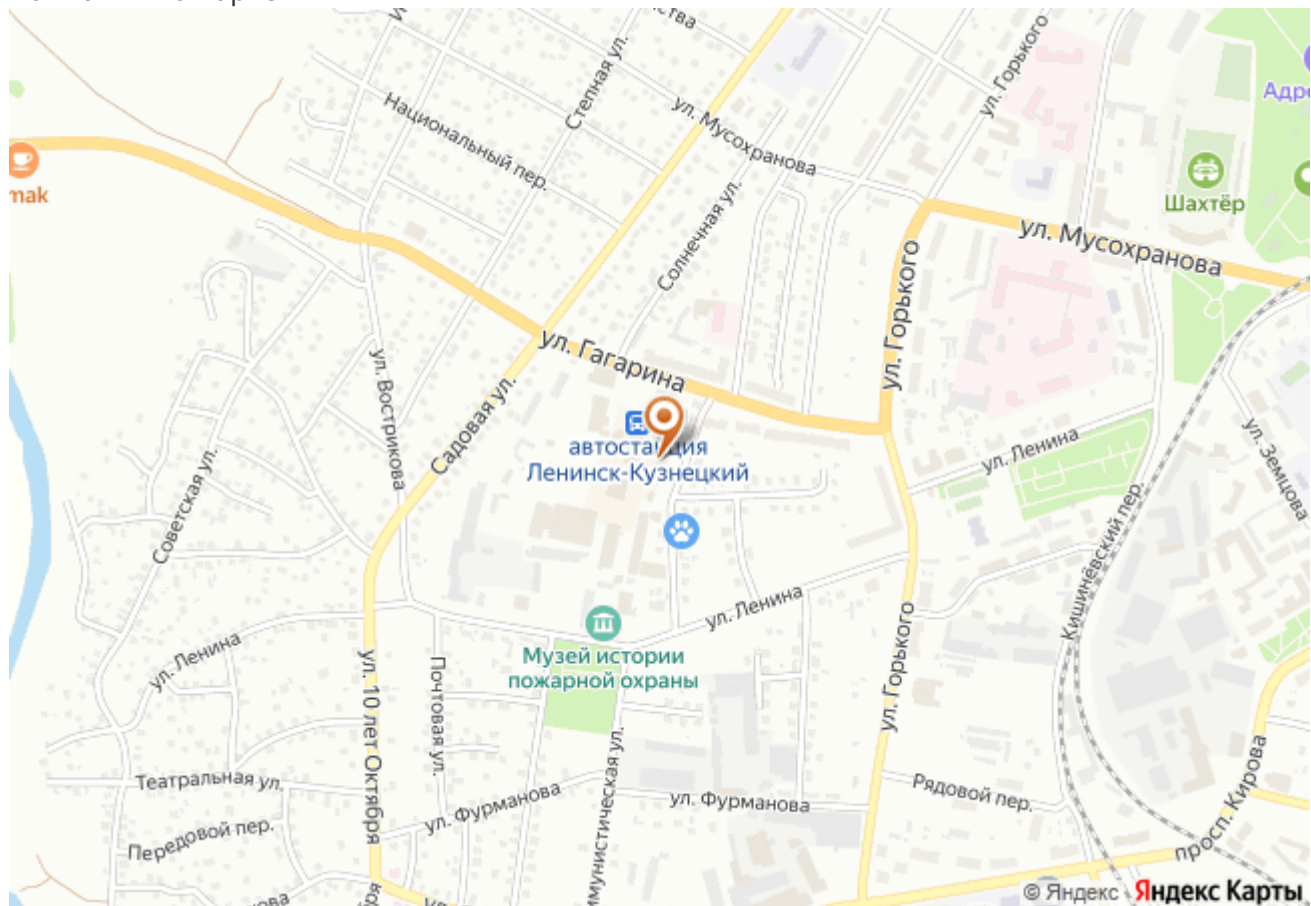 ул. Горького
Адре
Степная ул.
Национальный пер.
ул. Мусохранова
mak
Шахтёр
Солнечная ул.
ул. Мусохранова
ул. Горького
ул. Гагарина
ул. Вострикова
Садовая ул.
автостанция
Ленинск-Кузнецкий
ул. Ленина
ул. Земцова
Советская ул.
Кишинёвский пер.
ул. Ленина
ул. Ленина
Музей истории
пожарной охраны
ул. Горького
Почтовая ул.
ул. 10 лет Октября
Театральная ул.
ул. Фурманова
ул. Фурманова
Рядовой пер.
просп. Кирова
Передовой пер.
ммунистическая ул.
© Яндекс Яндекс Карты